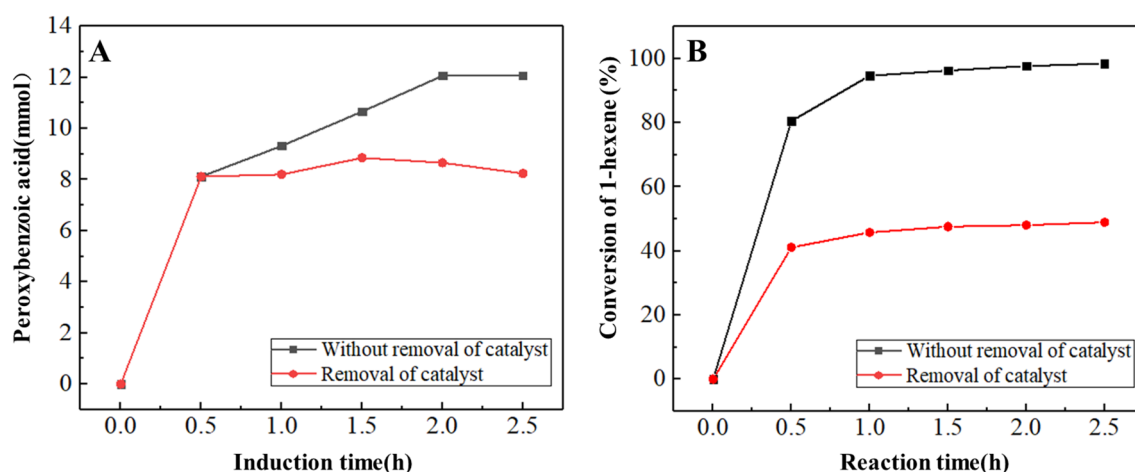 A
Peroxybenzoic acid(mmol)
14
12
10
8
6
4
2
0
Without removal of catalyst
Removal of catalyst
0.0 0.5 1.0 1.5 2.0 2.5
Induction time(h)
B
Conversion of 1-hexene (%)
100
80
60
40
20
0
Without removal of catalyst
Removal of catalyst
0.0 0.5 1.0 1.5 2.0 2.5
Reaction time(h)